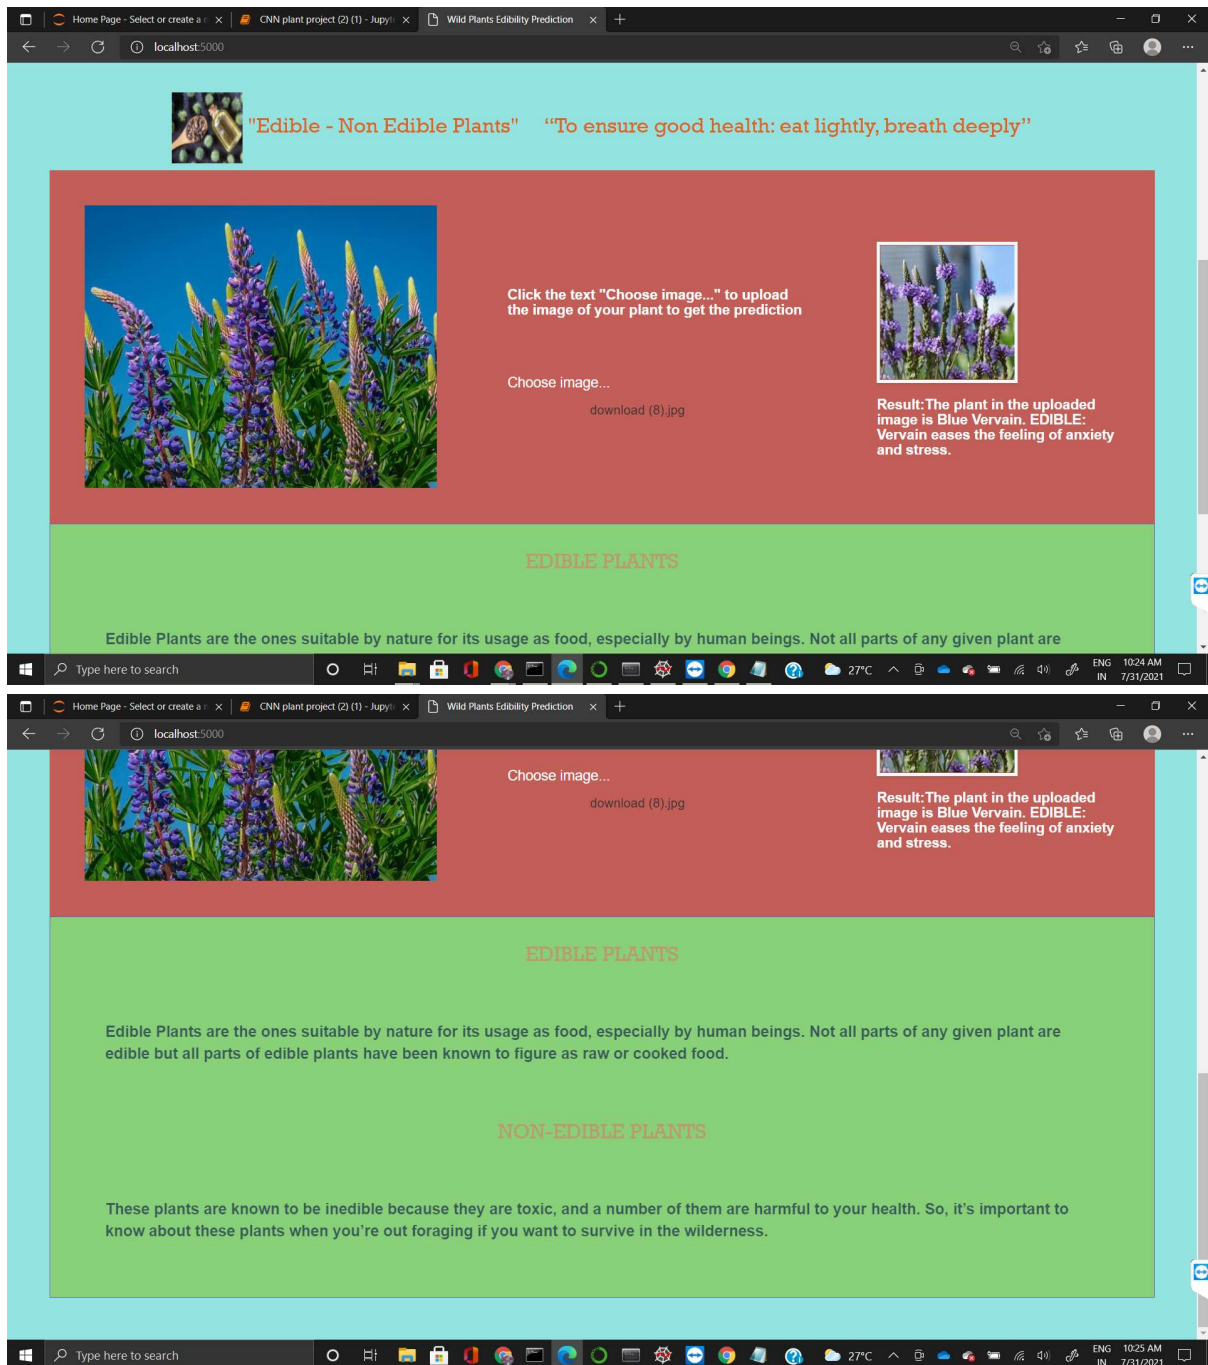 Home Page - Select or create a n
CNN plant project (2) (1) - Jupyt
Wild Plants Edibility Prediction
localhost:5000
"Edible - Non Edible Plants" “To ensure good health: eat lightly, breath deeply”
Click the text "Choose image..." to upload
the image of your plant to get the prediction
Choose image...
download (8).jpg
Result:The plant in the uploaded
image is Blue Vervain. EDIBLE:
Vervain eases the feeling of anxiety
and stress.
EDIBLE PLANTS
Edible Plants are the ones suitable by nature for its usage as food, especially by human beings. Not all parts of any given plant are
Type here to search
27°C
ENG
IN
10:24 AM
7/31/2021
Home Page - Select or create a n
CNN plant project (2) (1) - Jupyt
Wild Plants Edibility Prediction
localhost:5000
Choose image...
download (8).jpg
Result:The plant in the uploaded
image is Blue Vervain. EDIBLE:
Vervain eases the feeling of anxiety
and stress.
EDIBLE PLANTS
Edible Plants are the ones suitable by nature for its usage as food, especially by human beings. Not all parts of any given plant are
edible but all parts of edible plants have been known to figure as raw or cooked food.
NON-EDIBLE PLANTS
These plants are known to be inedible because they are toxic, and a number of them are harmful to your health. So, it’s important to
know about these plants when you’re out foraging if you want to survive in the wilderness.
Type here to search
27°C
ENG
IN
10:25 AM
7/31/2021